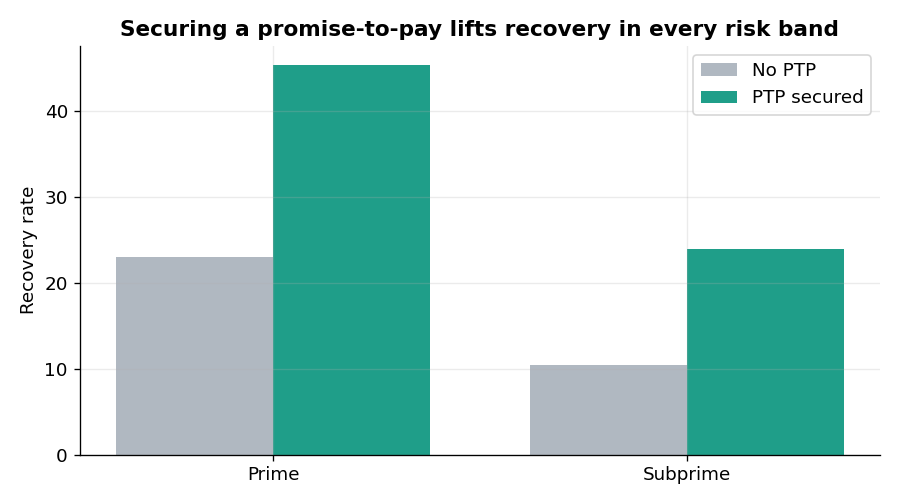 Securing a promise-to-pay lifts recovery in every risk band
No PTP
PTP secured
Recovery rate
40
30
20
10
0
Prime
Subprime